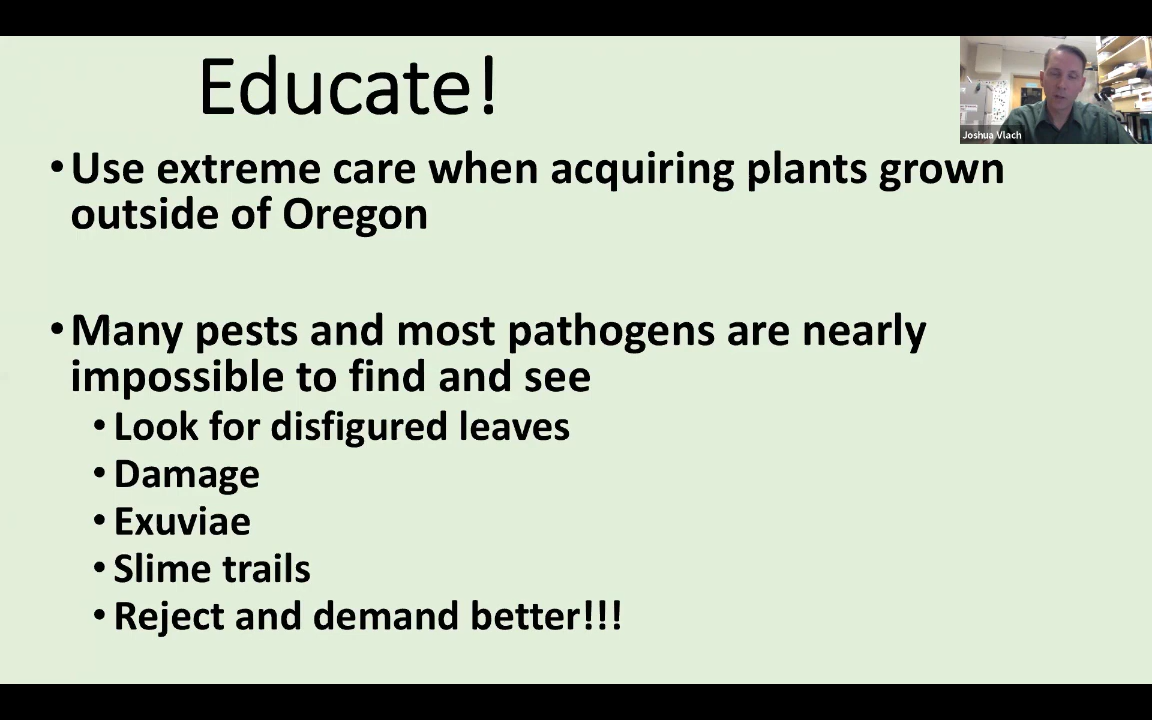 Educate!
Joshua Vlach
•Use extreme care when acquiring plants grown
outside of Oregon
•Many pests and most pathogens are nearly
impossible to find and see
•Look for disfigured leaves
•Damage
•Exuviae
•Slime trails
•Reject and demand better!!!